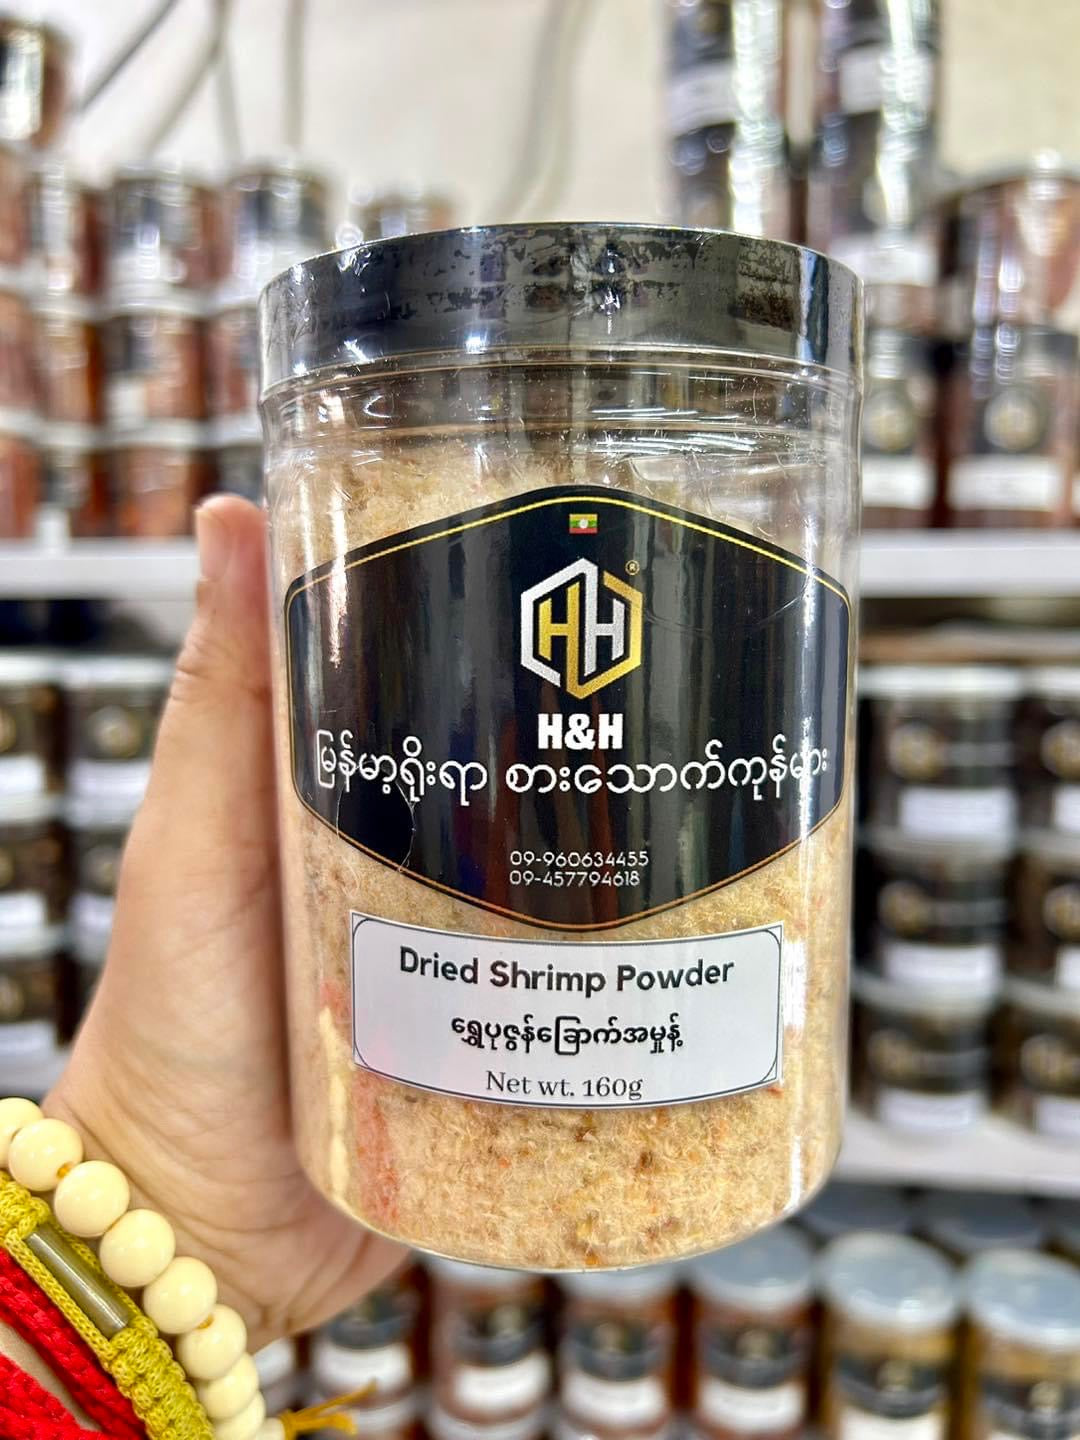 HH
®
H&H
မြန်မာ့ရိုးရာ စားသောက်ကုန်များ
09-960634455
09-457794618
Dried Shrimp Powder
ရွှေပုဇွန်ခြောက်အမှုန့်
Net wt. 160g